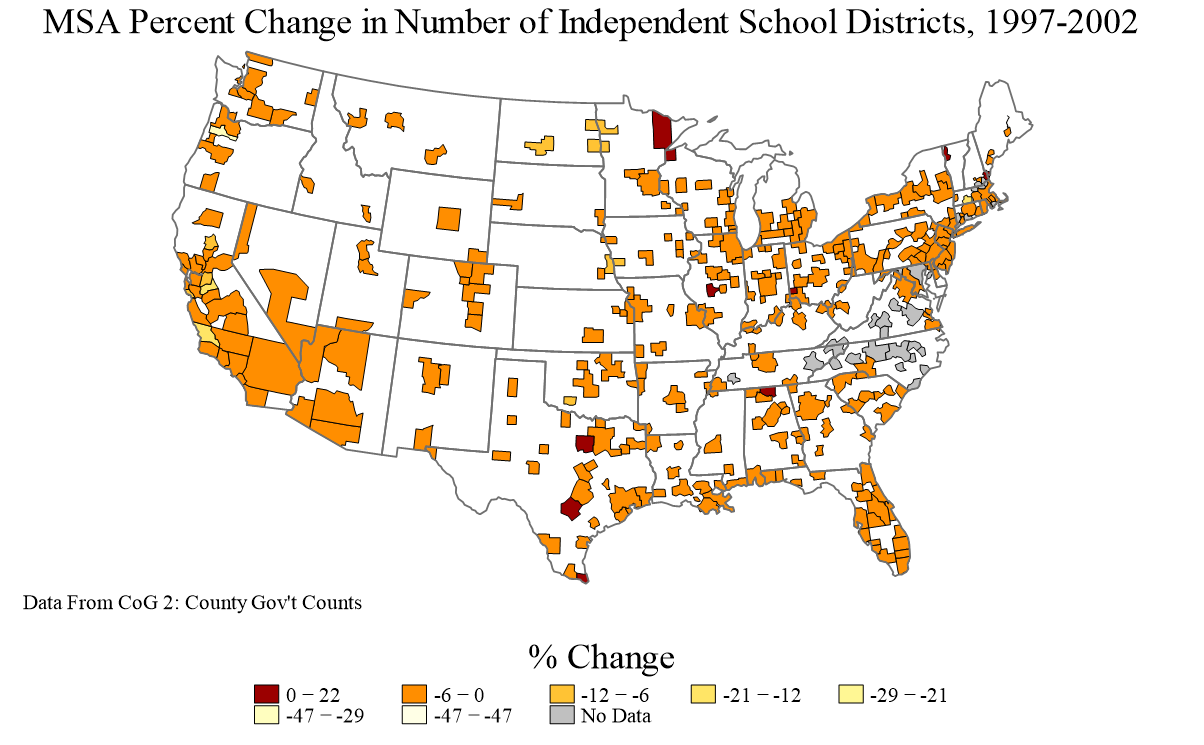 MSA Percent Change in Number of Independent School Districts, 1997-2002
Data From CoG 2: County Gov't Counts
% Change
0 − 22
-6 − 0
-12 − -6
-21 − -12
-29 − -21
-47 − -29
-47 − -47
No Data